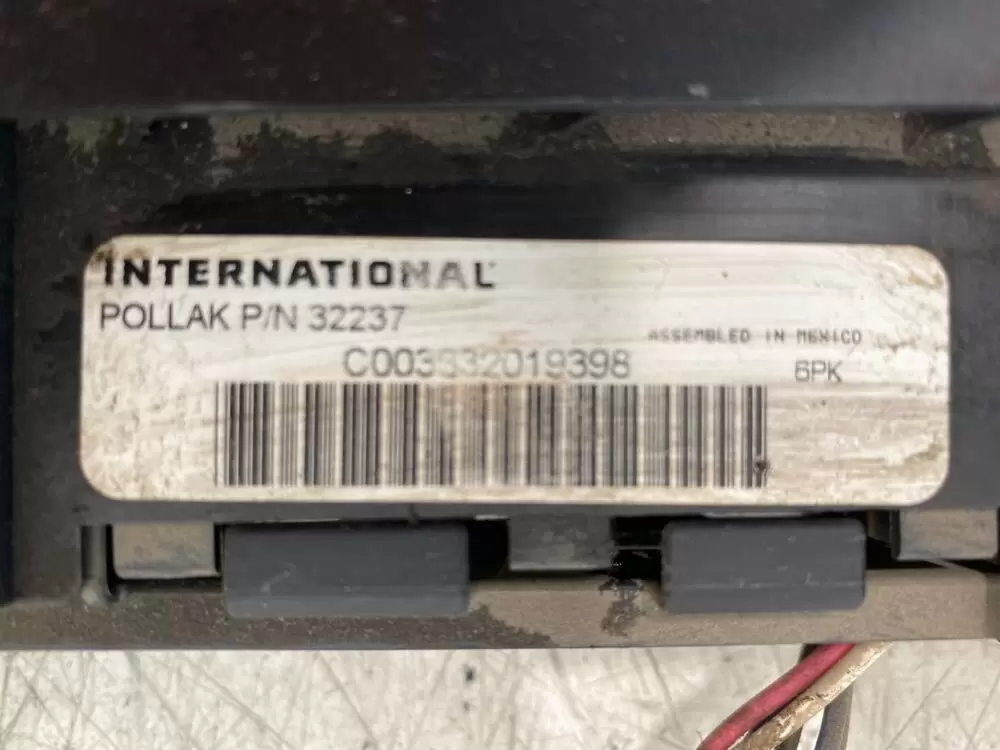 INTERNATIONAL
POLLAK P/N 32237
ASSEMBLED IN MEXICO
C003332019398
6PK